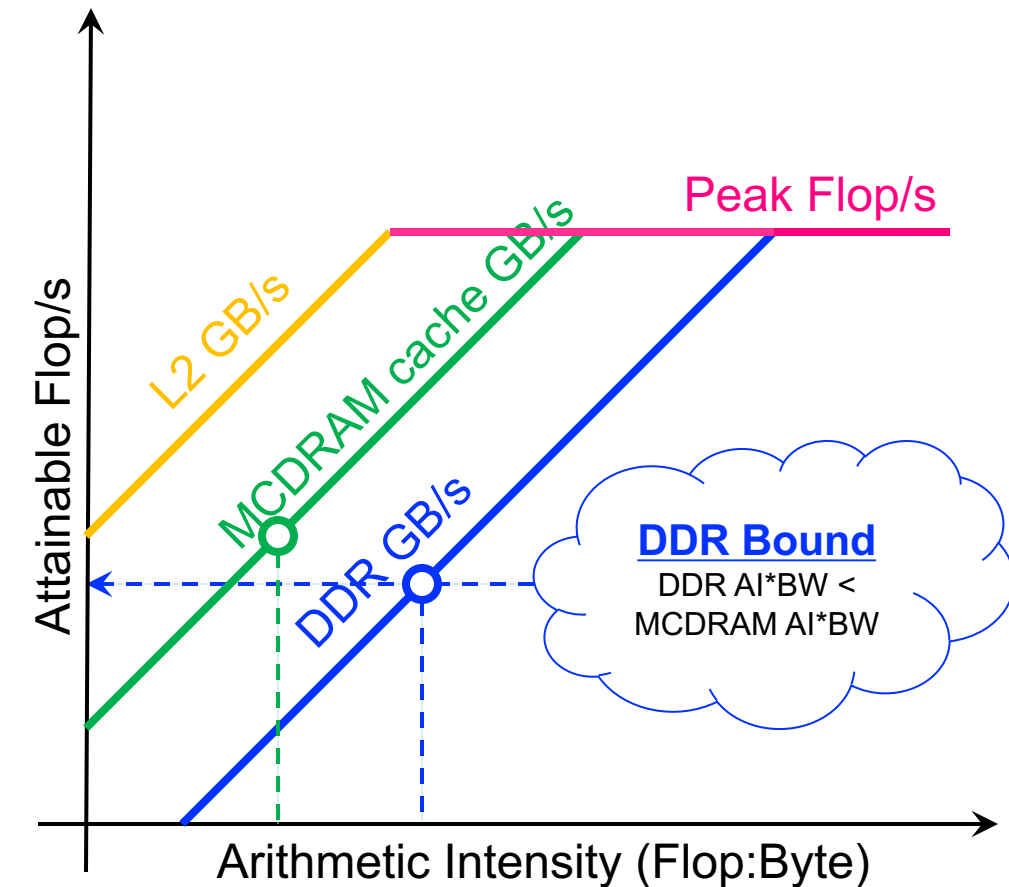 Peak Flop/s
L2 GB/s
MCDRAM cache GB/s
DDR GB/s
Attainable Flop/s
DDR Bound
DDR AI*BW <
MCDRAM AI*BW
Arithmetic Intensity (Flop:Byte)